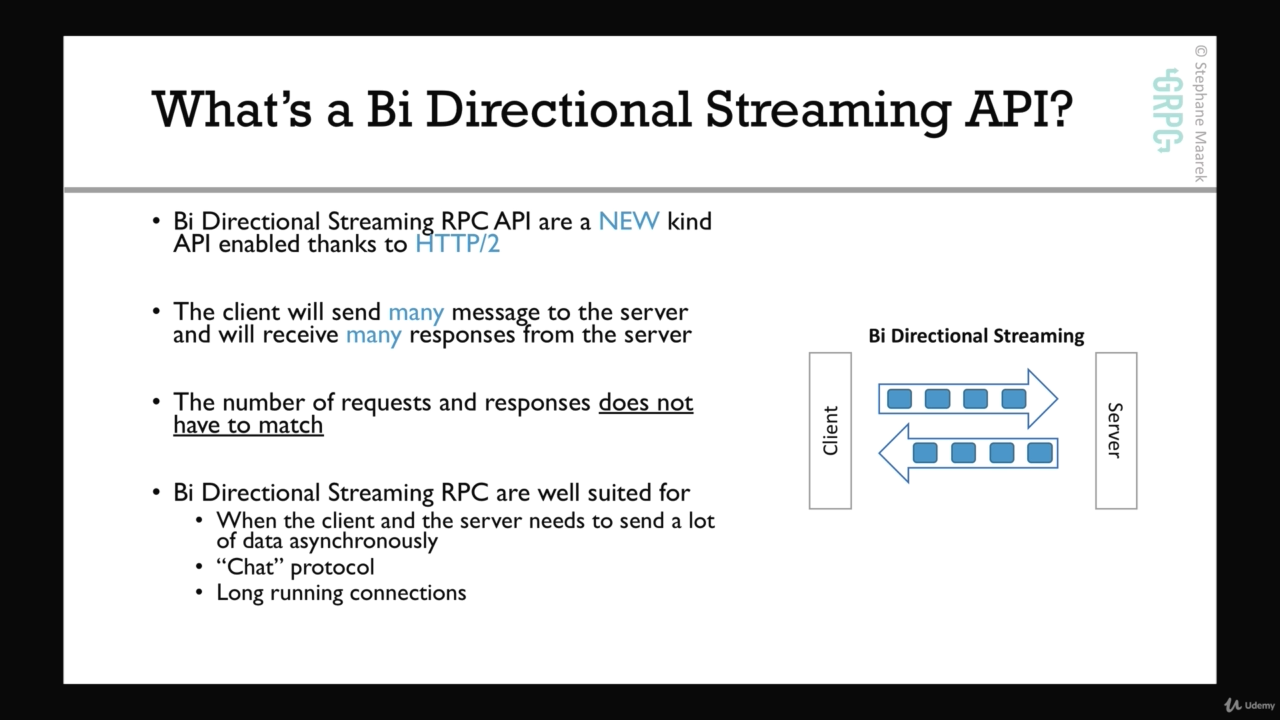 What's a Bi Directional Streaming API?
© Stephane Maarek
GRPG
• Bi Directional Streaming RPC API are a NEW kind
API enabled thanks to HTTP/2
• The client will send many message to the server
and will receive many responses from the server
• The number of requests and responses does not
have to match
• Bi Directional Streaming RPC are well suited for
• When the client and the server needs to send a lot
of data asynchronously
• “Chat” protocol
• Long running connections
Bi Directional Streaming
Client
Server
Udemy